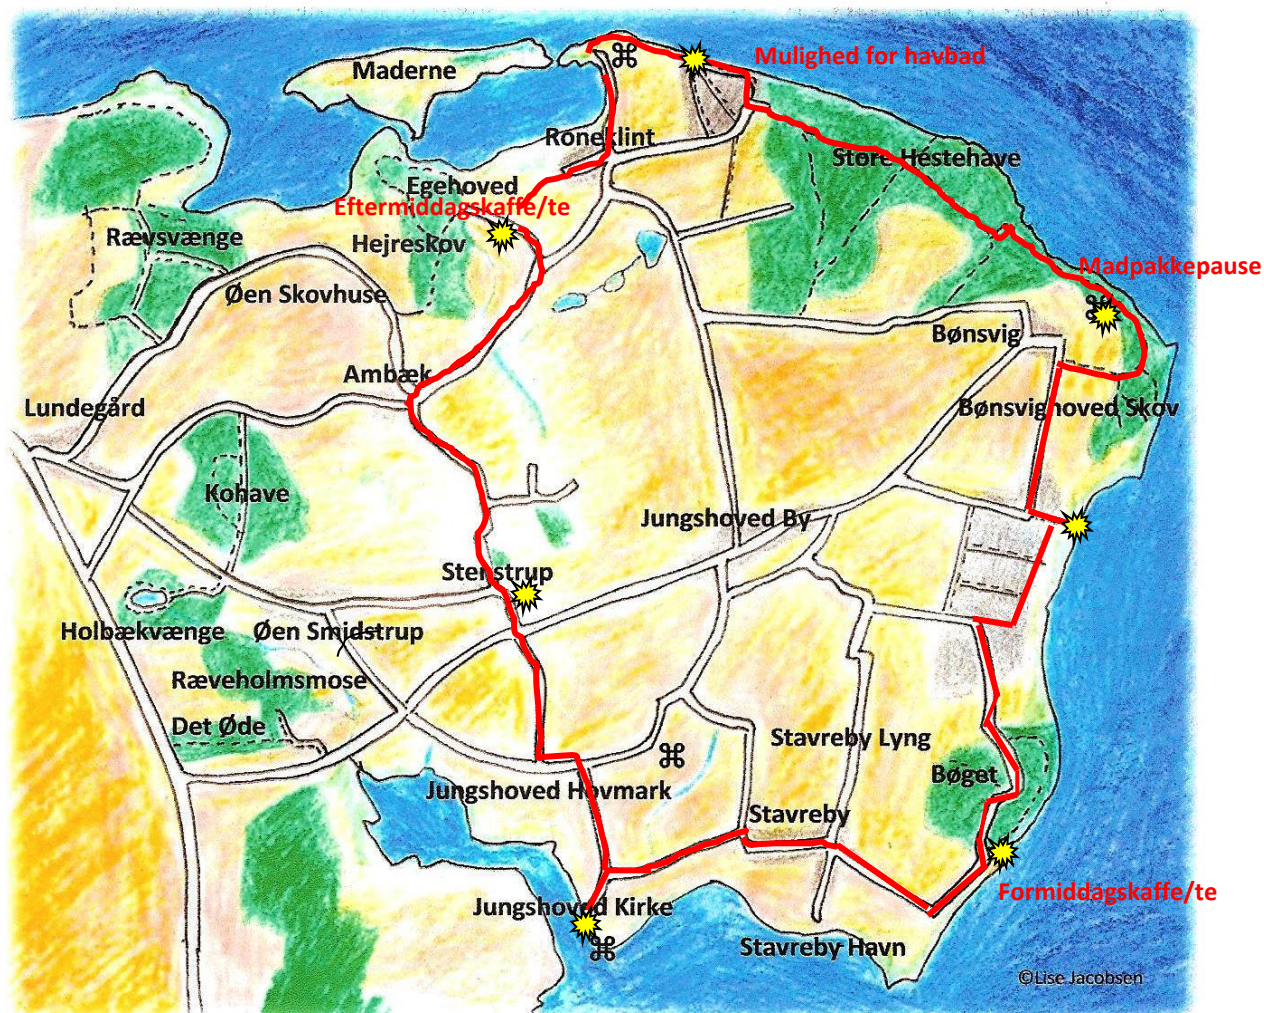 Mulighed for havbad
Maderne
Roneklint
Store Hestehave
Egehoved
Eftermiddagskaffe/te
Rævsvænge
Hejreskov
Madpakkepause
Øen Skovhuse
⌘
⌘
Bønsvig
Ambæk
Lundegård
Bønsvighoved Skov
Kohave
Jungshoved By
Stenstrup
Holbækvænge
Øen Smidstrup
Ræveholmsmose
Det Øde
Stavreby Lyng
⌘
Bøget
Jungshoved Hovmark
Stavreby
Formiddagskaffe/te
Jungshoved Kirke
⌘
Stavreby Havn
©Lise Jacobsen